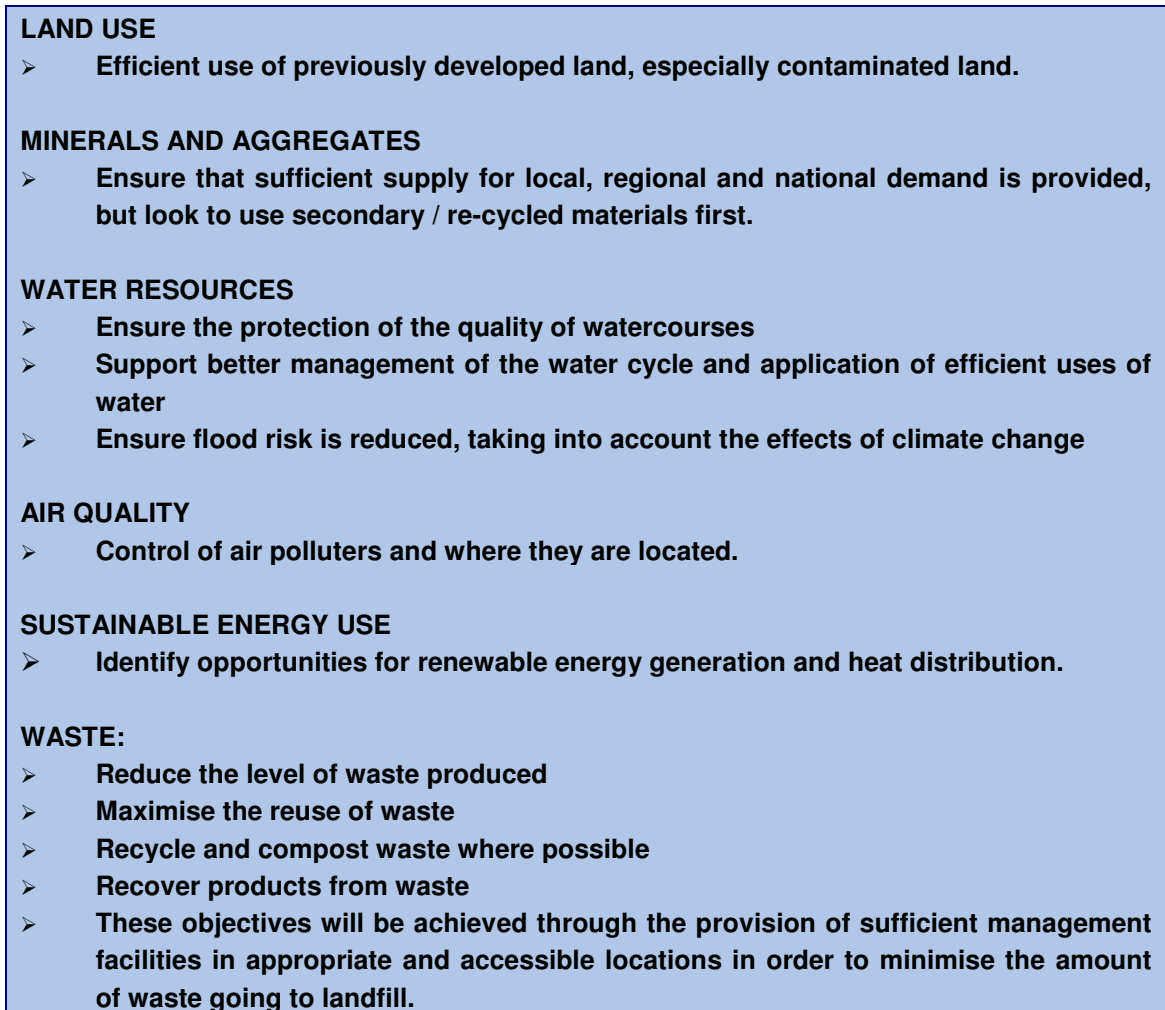 LAND USE
➢ Efficient use of previously developed land, especially contaminated land.
MINERALS AND AGGREGATES
➢ Ensure that sufficient supply for local, regional and national demand is provided,
but look to use secondary / re-cycled materials first.
WATER RESOURCES
➢ Ensure the protection of the quality of watercourses
➢ Support better management of the water cycle and application of efficient uses of
water
➢ Ensure flood risk is reduced, taking into account the effects of climate change
AIR QUALITY
➢ Control of air polluters and where they are located.
SUSTAINABLE ENERGY USE
➢ Identify opportunities for renewable energy generation and heat distribution.
WASTE:
➢ Reduce the level of waste produced
➢ Maximise the reuse of waste
➢ Recycle and compost waste where possible
➢ Recover products from waste
➢ These objectives will be achieved through the provision of sufficient management
facilities in appropriate and accessible locations in order to minimise the amount
of waste going to landfill.